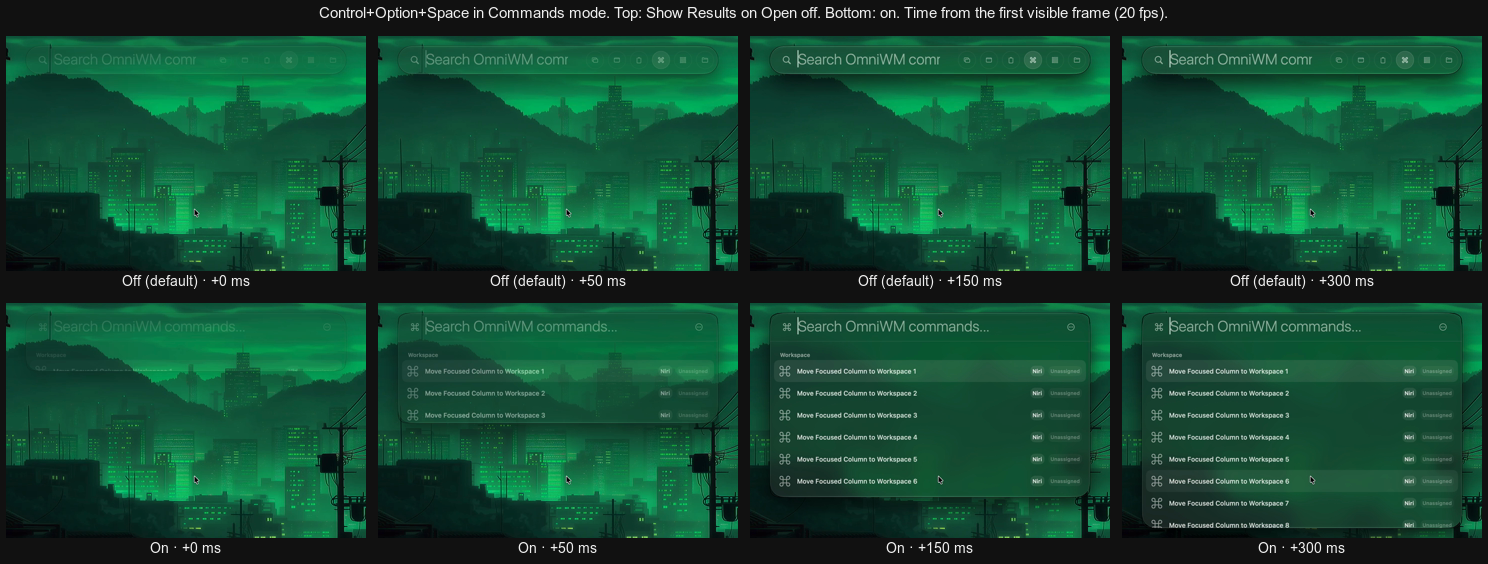 Control+Option+Space in Commands mode. Top: Show Results on Open off. Bottom: on. Time from the first visible frame (20 fps).
Search OmniWM comr
Search OmniWM comr
Search OmniWM comr
Search OmniWM comr
Off (default) · +0 ms
Off (default) · +50 ms
Off (default) · +150 ms
Off (default) · +300 ms
Search OmniWM commands...
Workspace
Search OmniWM commands...
Workspace
Move Focused Column to Workspace 1 Niri Unassigned
Move Focused Column to Workspace 2 Niri Unassigned
Move Focused Column to Workspace 3 Niri Unassigned
Search OmniWM commands...
Workspace
Move Focused Column to Workspace 1 Niri Unassigned
Move Focused Column to Workspace 2 Niri Unassigned
Move Focused Column to Workspace 3 Niri Unassigned
Move Focused Column to Workspace 4 Niri Unassigned
Move Focused Column to Workspace 5 Niri Unassigned
Move Focused Column to Workspace 6 Niri Unassigned
Search OmniWM commands...
Workspace
Move Focused Column to Workspace 1 Niri Unassigned
Move Focused Column to Workspace 2 Niri Unassigned
Move Focused Column to Workspace 3 Niri Unassigned
Move Focused Column to Workspace 4 Niri Unassigned
Move Focused Column to Workspace 5 Niri Unassigned
Move Focused Column to Workspace 6 Niri Unassigned
Move Focused Column to Workspace 7 Niri Unassigned
Move Focused Column to Workspace 8 Niri Unassigned
On · +0 ms
On · +50 ms
On · +150 ms
On · +300 ms